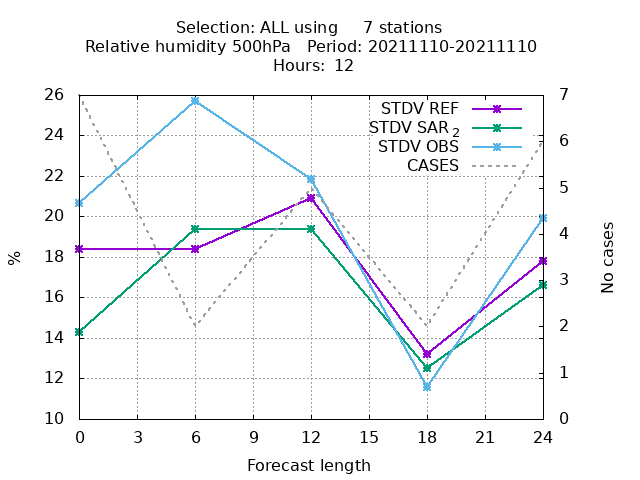 Selection: ALL using     7 stations
Relative humidity 500hPa   Period: 20211110-20211110
Hours: 12
STDV REF
STDV SAR 2
STDV OBS
CASES
26
24
22
20
18
16
14
12
10
7
6
5
4
3
2
1
0
%
No cases
0 3 6 9 12 15 18 21 24
Forecast length